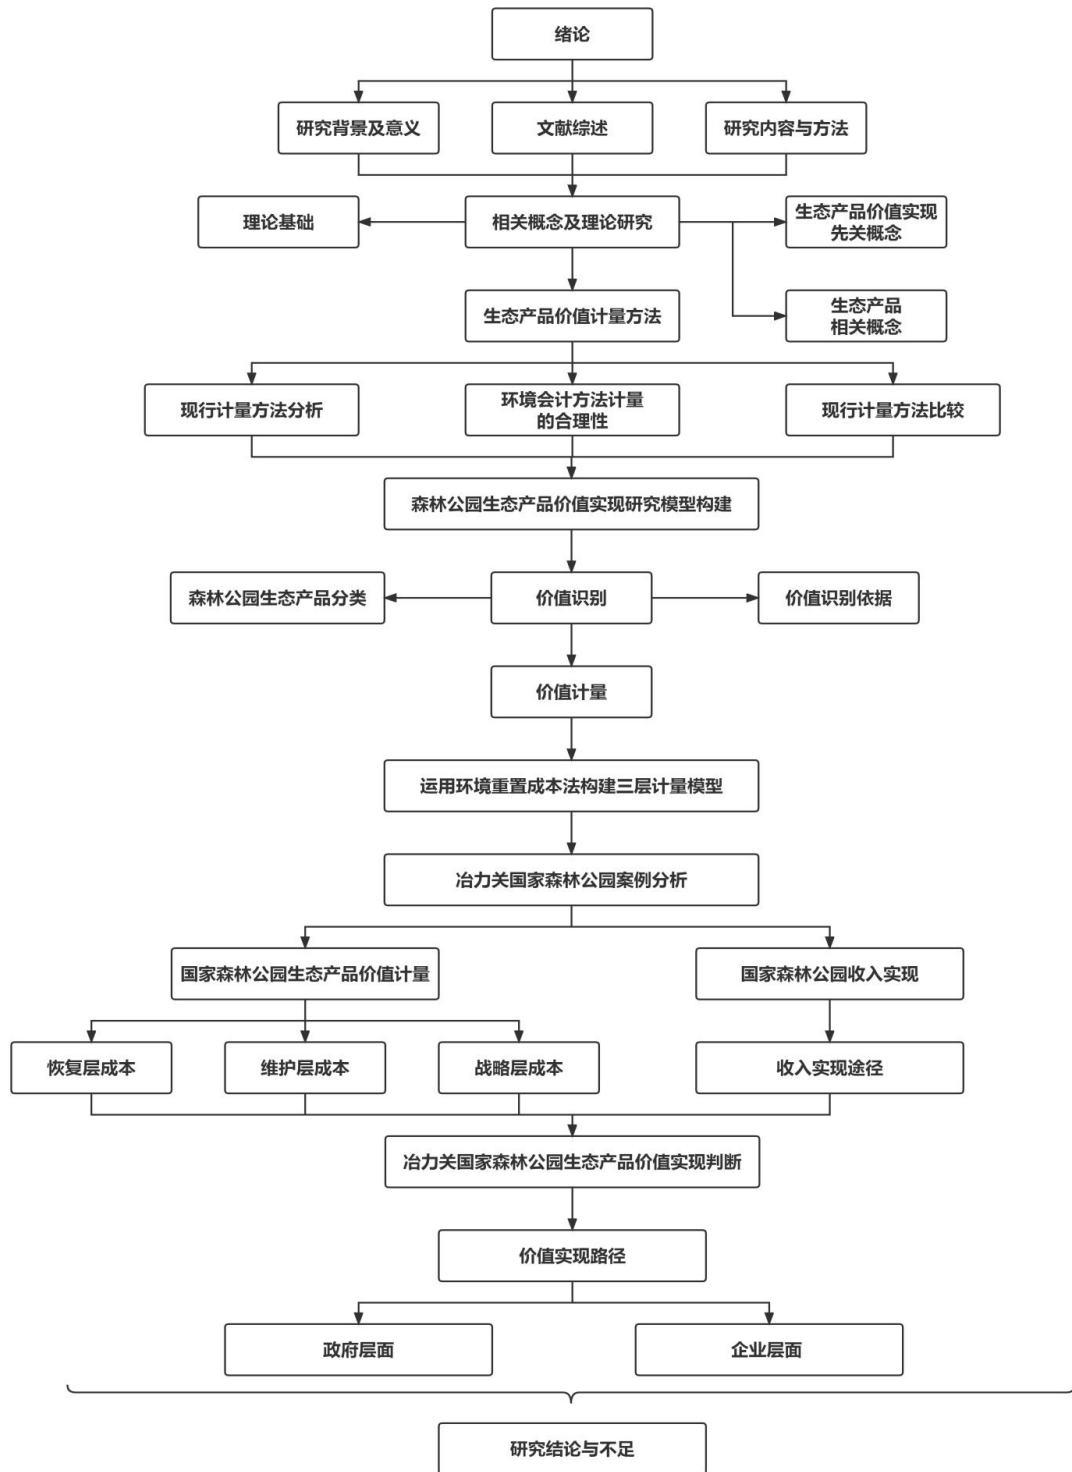 绪论
研究背景及意义
文献综述
研究内容与方法
理论基础
相关概念及理论研究
生态产品价值实现
先关概念
生态产品价值计量方法
生态产品
相关概念
现行计量方法分析
环境会计方法计量
的合理性
现行计量方法比较
森林公园生态产品价值实现研究模型构建
森林公园生态产品分类
价值识别
价值识别依据
价值计量
运用环境重置成本法构建三层计量模型
冶力关国家森林公园案例分析
国家森林公园生态产品价值计量
国家森林公园收入实现
恢复层成本
维护层成本
战略层成本
收入实现途径
冶力关国家森林公园生态产品价值实现判断
价值实现路径
政府层面
企业层面
研究结论与不足